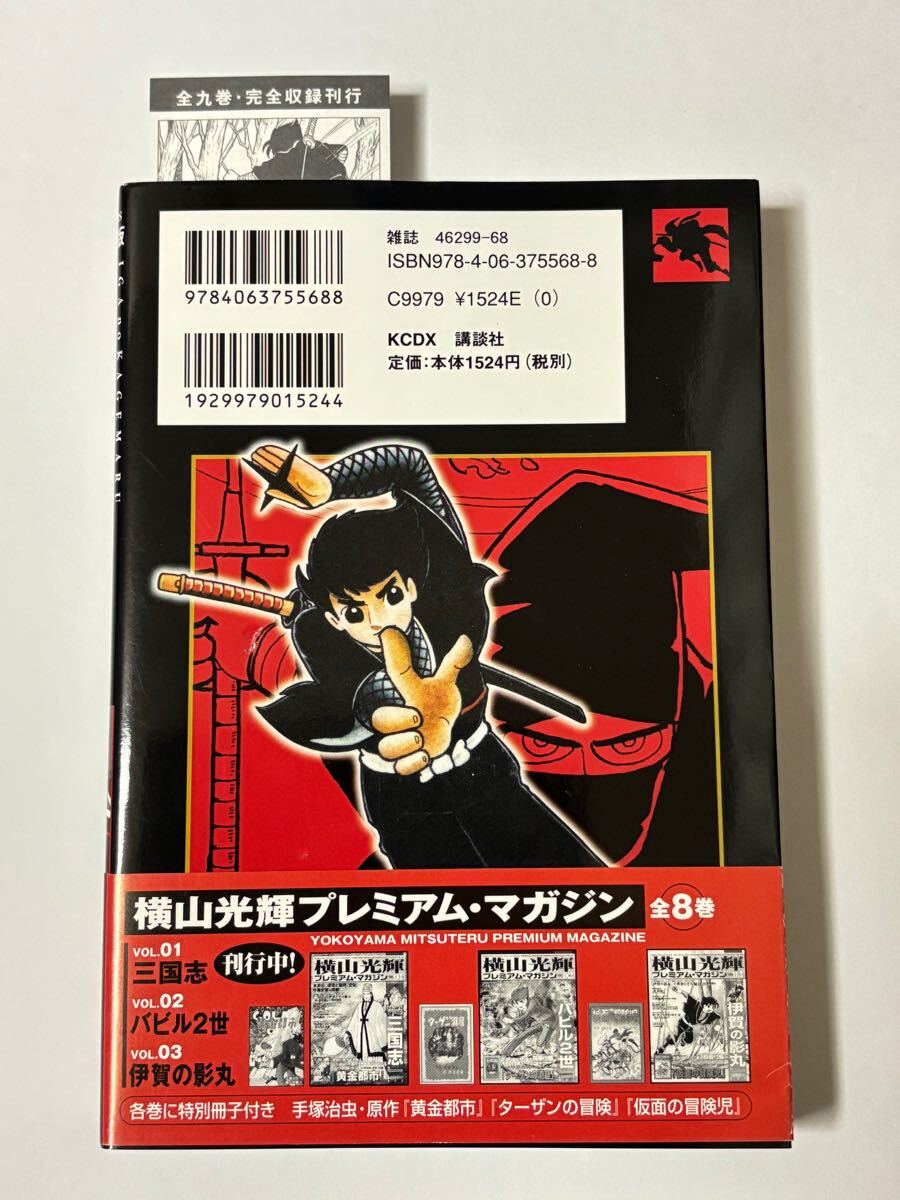 全九巻・完全収録刊行
IGA no KAGEMARU
雑誌 46299-68
ISBN978-4-06-375568-8
9784063755688
C9979 ¥1524E (0)
KCDX 講談社
定価：本体1524円（税別）
1929979015244
横山光輝プレミアム・マガジン 全8巻
YOKOYAMA MITSUTERU PREMIUM MAGAZINE
VOL.01
三国志 刊行中!
VOL.02
バビル2世
VOL.03
伊賀の影丸
横山光輝
プレミアム・マガジン
三国志
黄金都市
横山光輝
プレミアム・マガジン
バビル2世
横山光輝
プレミアム・マガジン
伊賀の影丸
各巻に特別冊子付き 手塚治虫・原作『黄金都市』『ターザンの冒険』『仮面の冒険児』